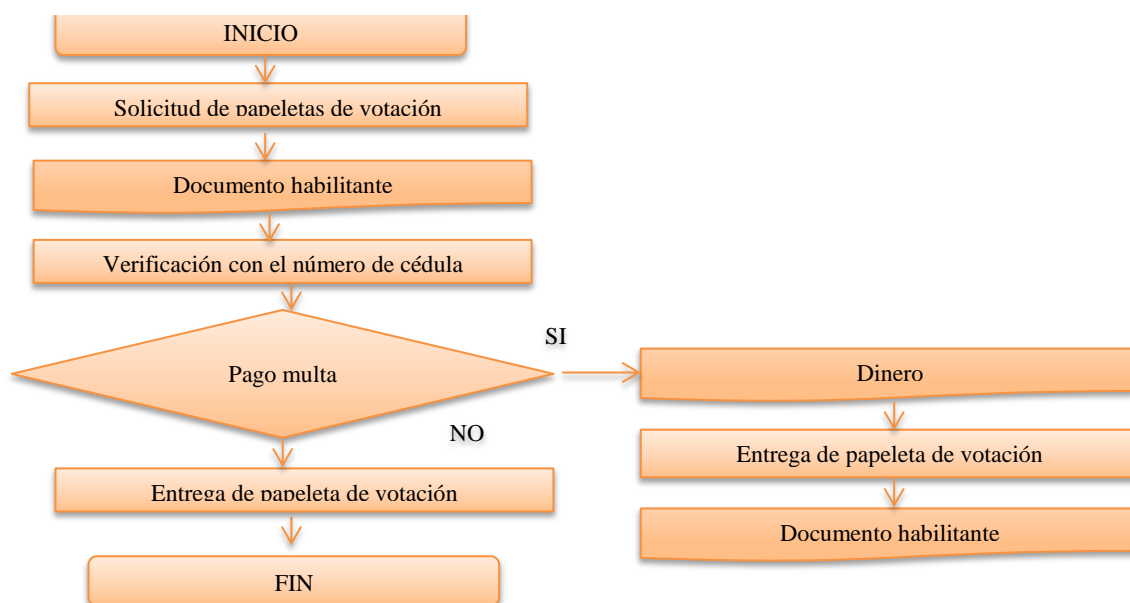 INICIO
Solicitud de papeletas de votación
Documento habilitante
Verificación con el número de cédula
SI
Pago multa
Dinero
NO
Entrega de papeleta de votación
Entrega de papeleta de votación
Documento habilitante
FIN